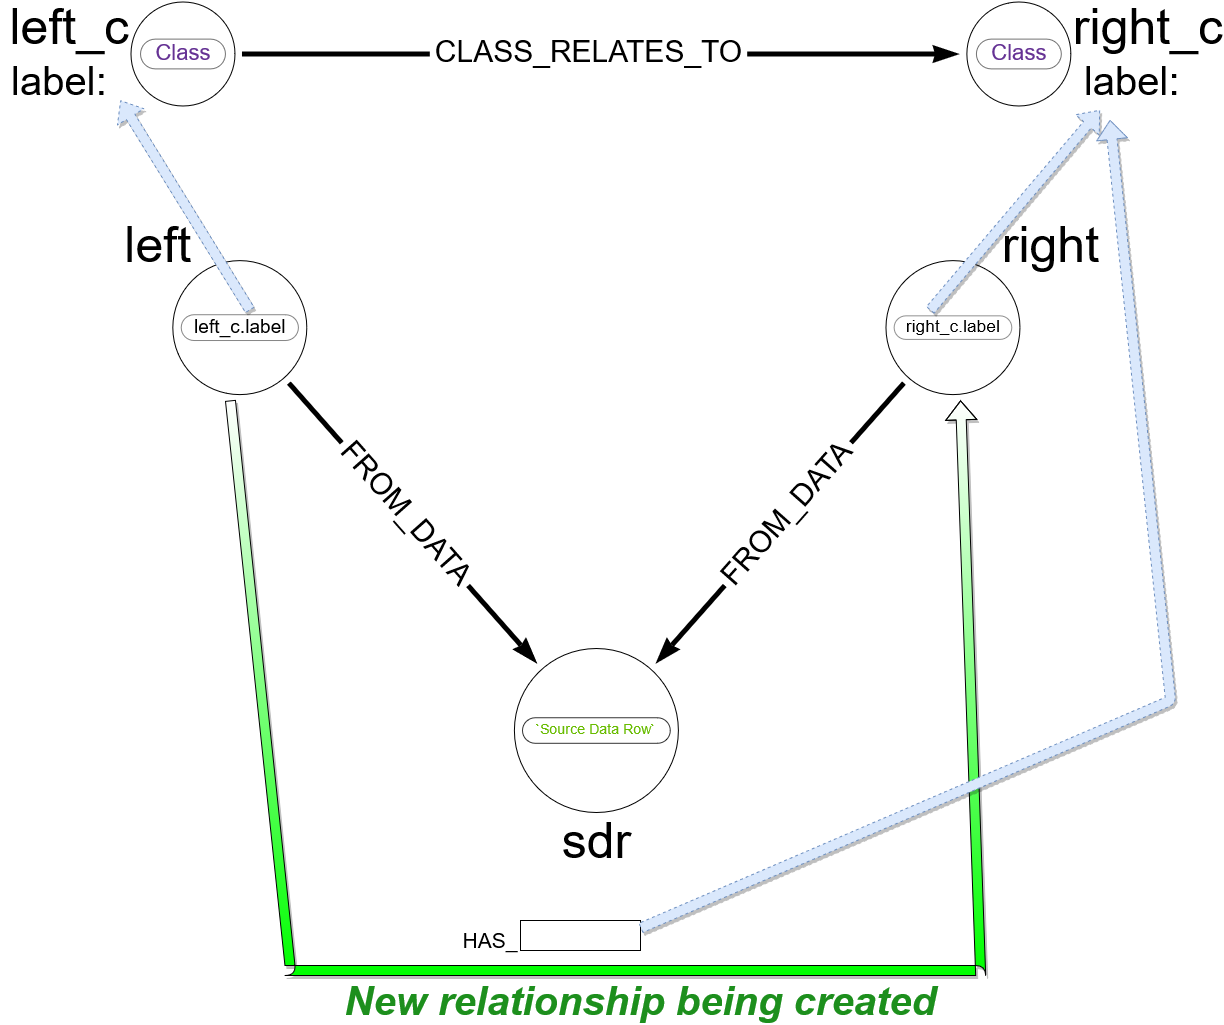 left_c
label:
Class
CLASS_RELATES_TO
Class
right_c
label:
left
left_c.label
right
right_c.label
FROM_DATA
FROM_DATA
`Source Data Row`
sdr
HAS_
New relationship being created